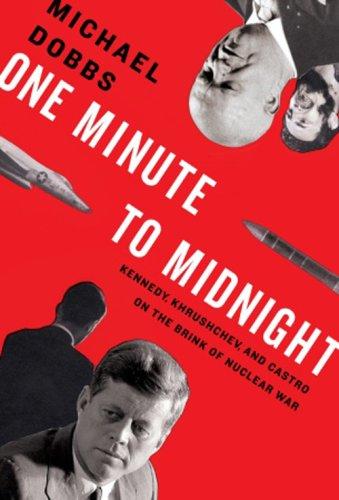 MICHAEL
DOBBS
ONE MINUTE
TO MIDNIGHT
KENNEDY, KHRUSHCHEV, AND CASTRO
ON THE BRINK OF NUCLEAR WAR